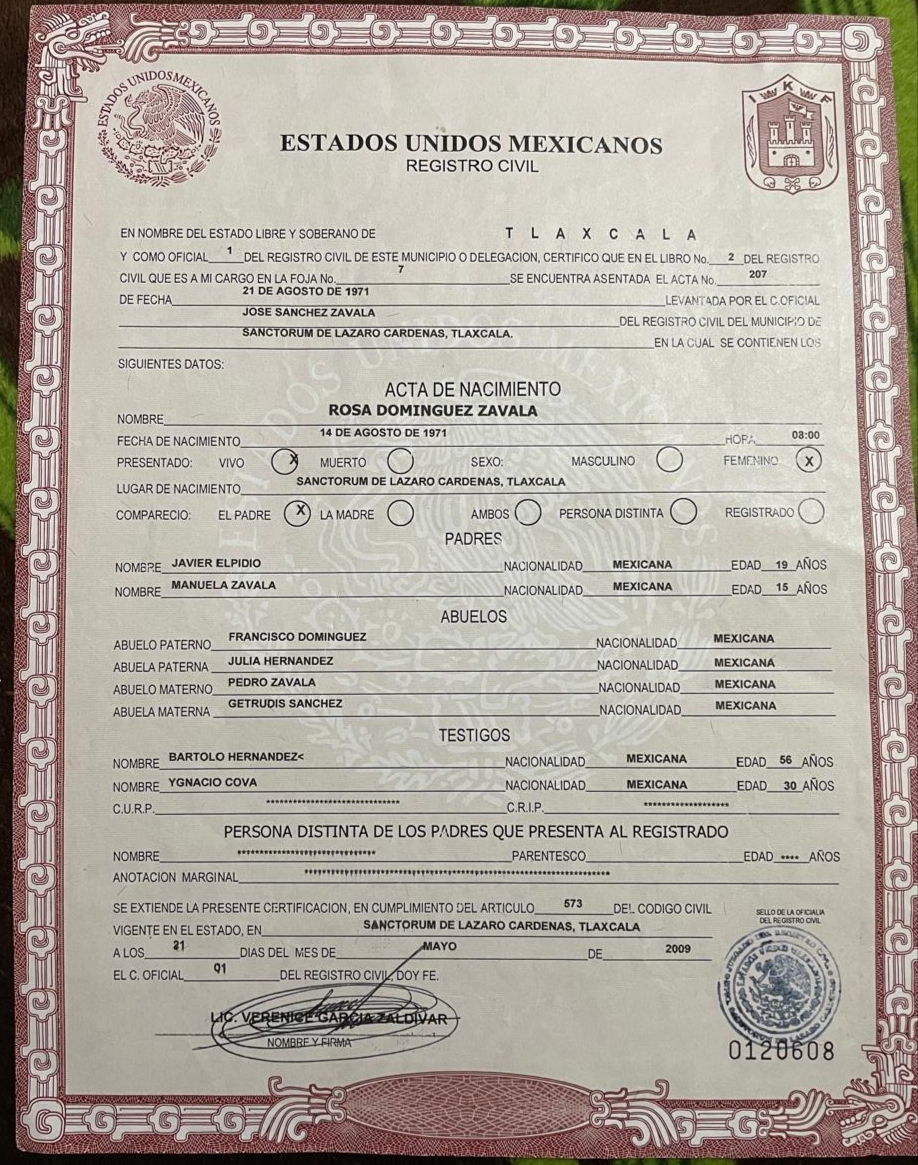 ESTADOS UNIDOS MEXICANOS
I K F
ESTADOS UNIDOS MEXICANOS
REGISTRO CIVIL
EN NOMBRE DEL ESTADO LIBRE Y SOBERANO DE T L A X C A L A
Y COMO OFICIAL 1 DEL REGISTRO CIVIL DE ESTE MUNICIPIO O DELEGACION, CERTIFICO QUE EN EL LIBRO No. 2 DEL REGISTRO
CIVIL QUE ES A MI CARGO EN LA FOJA No. 7 SE ENCUENTRA ASENTADA EL ACTA No. 207
DE FECHA 21 DE AGOSTO DE 1971 LEVANTADA POR EL C.OFICIAL
JOSE SANCHEZ ZAVALA DEL REGISTRO CIVIL DEL MUNICIPIO DE
SANCTORUM DE LAZARO CARDENAS, TLAXCALA. EN LA CUAL SE CONTIENEN LOS
SIGUIENTES DATOS:
ACTA DE NACIMIENTO
NOMBRE ROSA DOMINGUEZ ZAVALA
FECHA DE NACIMIENTO 14 DE AGOSTO DE 1971 HORA 08:00
PRESENTADO: VIVO X MUERTO SEXO: MASCULINO FEMENINO X
LUGAR DE NACIMIENTO SANCTORUM DE LAZARO CARDENAS, TLAXCALA
COMPARECIO: EL PADRE X LA MADRE AMBOS PERSONA DISTINTA REGISTRADO
PADRES
NOMBRE JAVIER ELPIDIO NACIONALIDAD MEXICANA EDAD 19 AÑOS
NOMBRE MANUELA ZAVALA NACIONALIDAD MEXICANA EDAD 15 AÑOS
ABUELOS
ABUELO PATERNO FRANCISCO DOMINGUEZ NACIONALIDAD MEXICANA
ABUELA PATERNA JULIA HERNANDEZ NACIONALIDAD MEXICANA
ABUELO MATERNO PEDRO ZAVALA NACIONALIDAD MEXICANA
ABUELA MATERNA GETRUDIS SANCHEZ NACIONALIDAD MEXICANA
TESTIGOS
NOMBRE BARTOLO HERNANDEZ< NACIONALIDAD MEXICANA EDAD 56 AÑOS
NOMBRE YGNACIO COVA NACIONALIDAD MEXICANA EDAD 30 AÑOS
C.U.R.P. ****************************** C.R.I.P. *******************
PERSONA DISTINTA DE LOS PADRES QUE PRESENTA AL REGISTRADO
NOMBRE ******************************* PARENTESCO EDAD **** AÑOS
ANOTACION MARGINAL ********************************************************************
SE EXTIENDE LA PRESENTE CERTIFICACION, EN CUMPLIMIENTO DEL ARTICULO 573 DEL CODIGO CIVIL
VIGENTE EN EL ESTADO, EN SANCTORUM DE LAZARO CARDENAS, TLAXCALA
A LOS 21 DIAS DEL MES DE MAYO DE 2009
EL C. OFICIAL 01 DEL REGISTRO CIVIL, DOY FE.
SELLO DE LA OFICIALIA
DEL REGISTRO CIVIL
LIC. VERENICE GARCIA ZALDIVAR
NOMBRE Y FIRMA
0120608